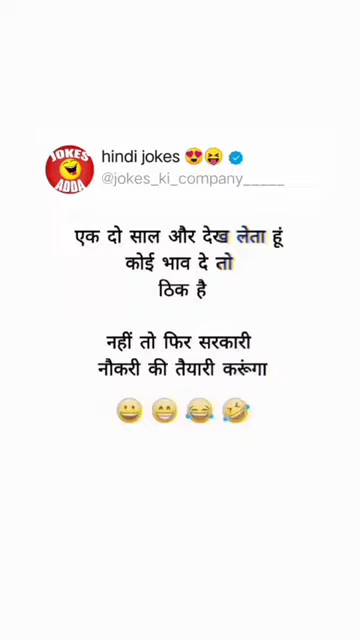 JOKES
ADDA
hindi jokes 😍😝
@jokes_ki_company_____
एक दो साल और देख लेता हूं
कोई भाव दे तो
ठिक है
नहीं तो फिर सरकारी
नौकरी की तैयारी करूंगा
😀😁😂🤣